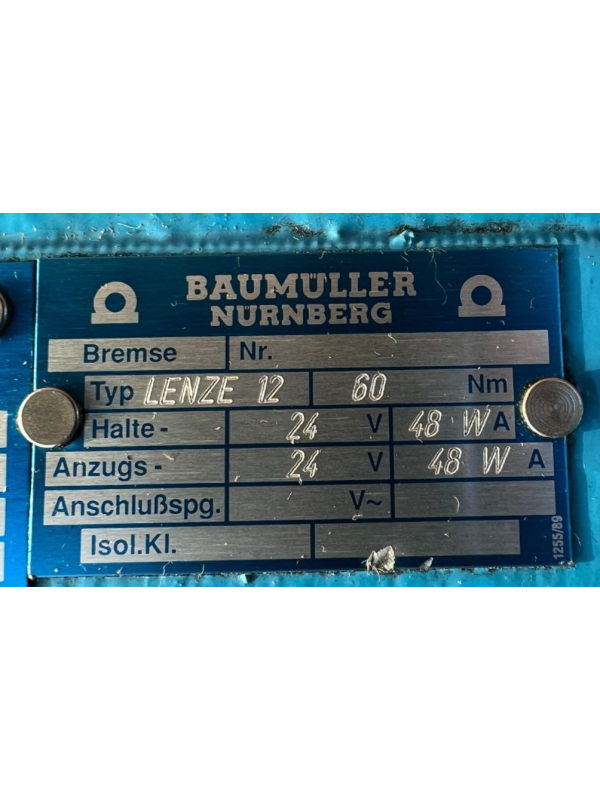 BAUMÜLLER
NÜRNBERG
Bremse Nr.
Typ LENZE 12 60 Nm
Halte - 24 V 48 W A
Anzugs - 24 V 48 W A
Anschlußspg. V~
Isol.Kl.
1255/89